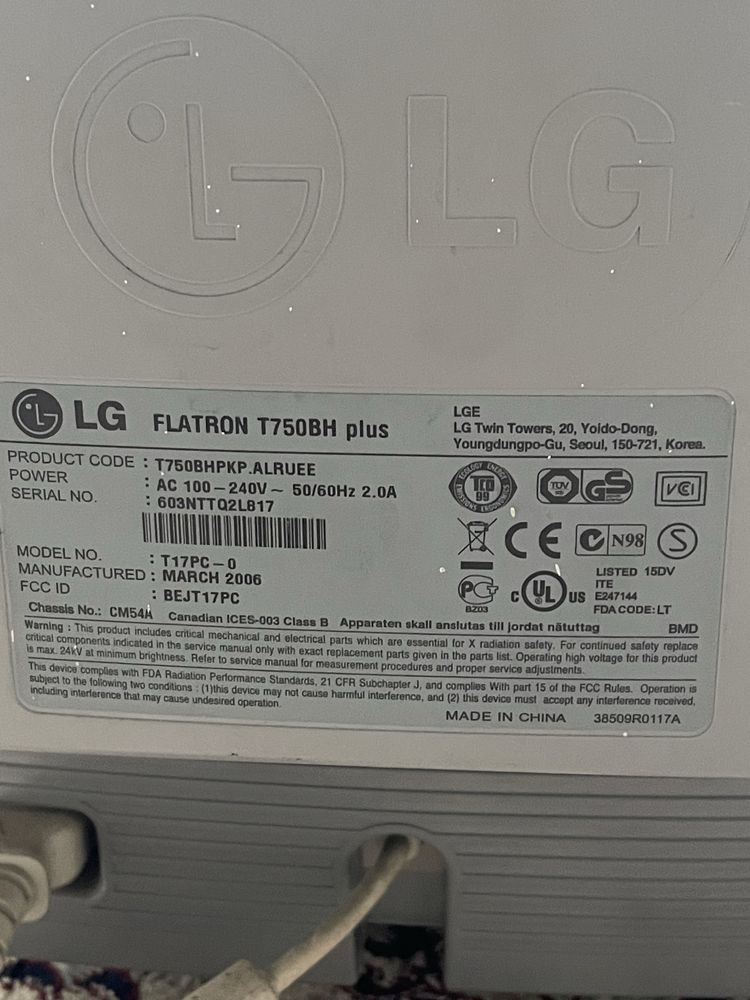 LG
LG FLATRON T750BH plus
LGE
LG Twin Towers, 20, Yoido-Dong,
Youngdungpo-Gu, Seoul, 150-721, Korea.
PRODUCT CODE : T750BHPKP.ALRUEE
POWER : AC 100-240V~ 50/60Hz 2.0A
SERIAL NO. : 603NTTQ2L817
MODEL NO. : T17PC-0
MANUFACTURED : MARCH 2006
FCC ID : BEJT17PC
TCO
99
TUV
GS
VCI
CE
N98
S
PG
BZ03
C UL US
LISTED 15DV
ITE
E247144
FDA CODE: LT
Chassis No.: CM54A Canadian ICES-003 Class B Apparaten skall anslutas till jordat nätuttag BMD
Warning : This product includes critical mechanical and electrical parts which are essential for X radiation safety. For continued safety replace
critical components indicated in the service manual only with exact replacement parts given in the parts list. Operating high voltage for this product
is max. 24kV at minimum brightness. Refer to service manual for measurement procedures and proper service adjustments.
This device complies with FDA Radiation Performance Standards, 21 CFR Subchapter J, and complies With part 15 of the FCC Rules. Operation is
subject to the following two conditions : (1)this device may not cause harmful interference, and (2) this device must accept any interference received,
including interference that may cause undesired operation.
MADE IN CHINA 38509R0117A